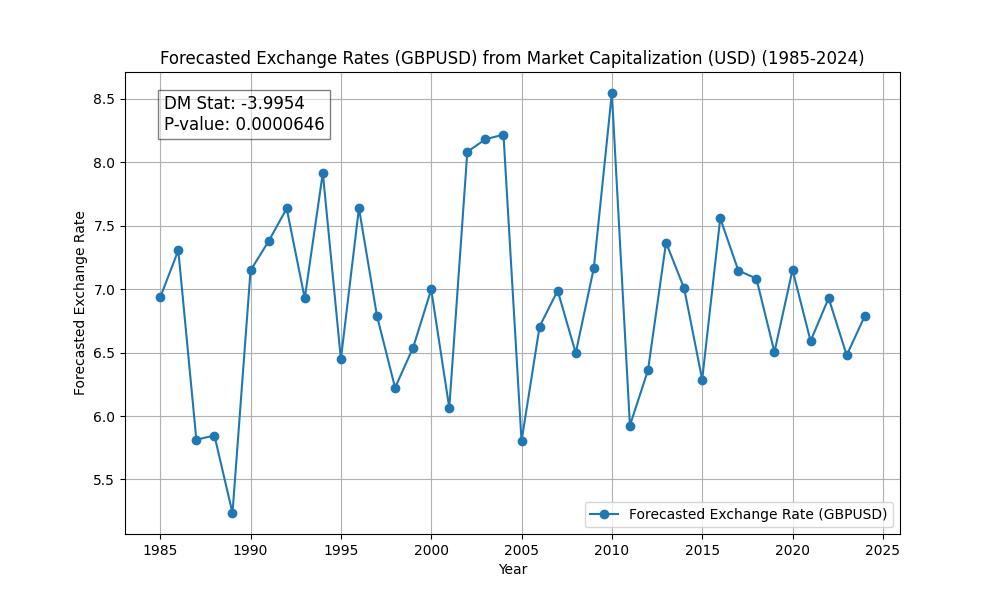 Forecasted Exchange Rates (GBPUSD) from Market Capitalization (USD) (1985-2024)
DM Stat: -3.9954
P-value: 0.0000646
Forecasted Exchange Rate
8.5
8.0
7.5
7.0
6.5
6.0
5.5
Forecasted Exchange Rate (GBPUSD)
1985 1990 1995 2000 2005 2010 2015 2020 2025
Year